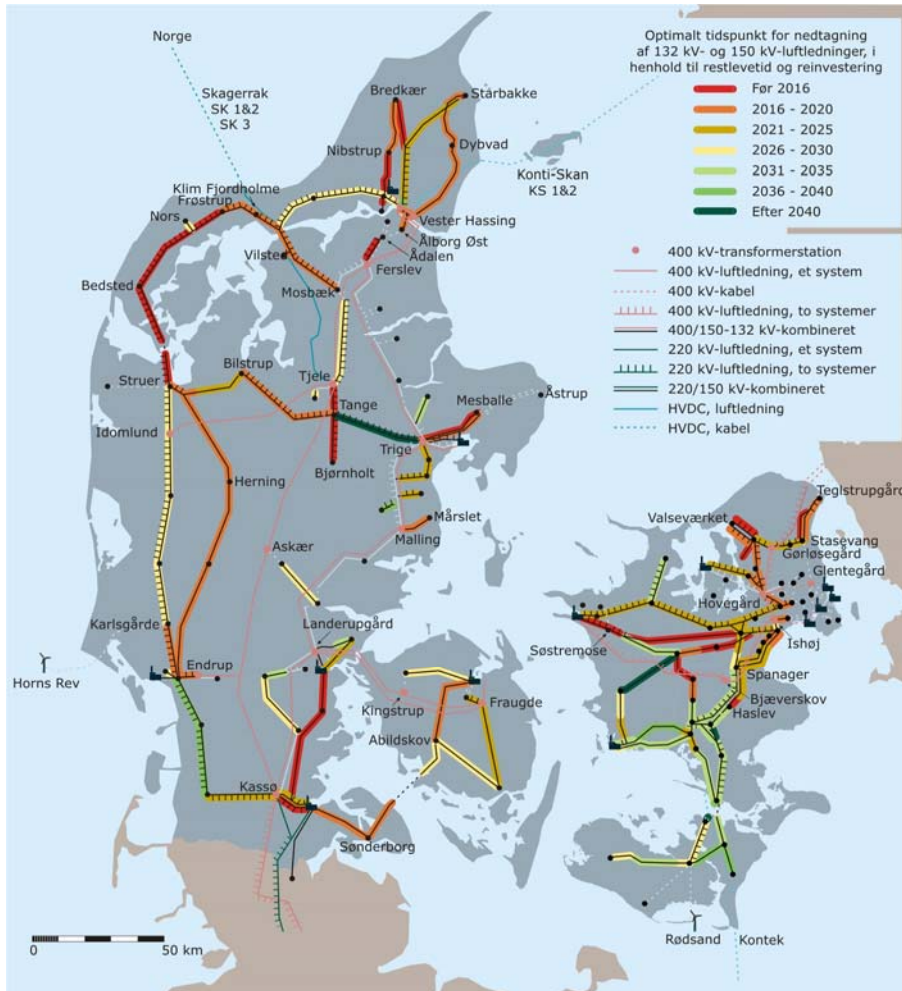 Optimalt tidspunkt for nedtagning
af 132 kV- og 150 kV-luftledninger, i
henhold til restlevetid og reinvestering
Før 2016
2016 - 2020
2021 - 2025
2026 - 2030
2031 - 2035
2036 - 2040
Efter 2040
400 kV-transformerstation
400 kV-luftledning, et system
400 kV-kabel
400 kV-luftledning, to systemer
400/150-132 kV-kombineret
220 kV-luftledning, et system
220 kV-luftledning, to systemer
220/150 kV-kombineret
HVDC, luftledning
HVDC, kabel
Norge
Skagerrak
SK 1&2
SK 3
Bredkær
Starbakke
Nibstrup
Dybvad
Konti-Skan
KS 1&2
Klim Fjordholme
Frøstrup
Nors
Vester Hassing
Ålborg Øst
Ådalen
Vilsted
Ferslev
Bedsted
Mosbæk
Bilstrup
Struer
Tjele
Mesballe
Åstrup
Tange
Idomlund
Trige
Bjørnholt
Herning
Mårslet
Malling
Askær
Teglstrupgård
Valseværket
Stasevang
Gørløsegård
Glentegård
Hovegård
Karlsgårde
Landerupgård
Ishøj
Søstremose
Endrup
Horns Rev
Spanager
Bjæverskov
Haslev
Kingstrup
Fraugde
Abildskov
Kassø
Sønderborg
Rødsand
Kontek
0
50 km